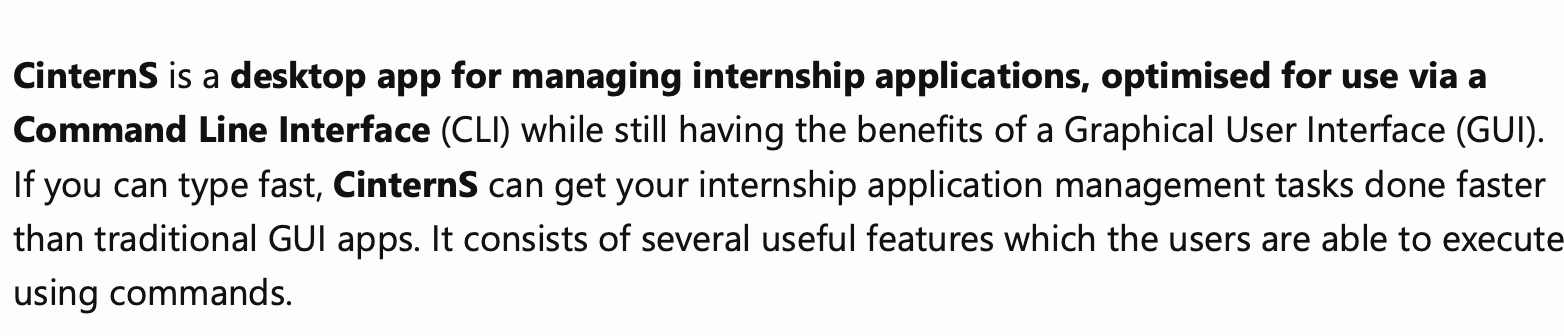 CinternS is a desktop app for managing internship applications, optimised for use via a
Command Line Interface (CLI) while still having the benefits of a Graphical User Interface (GUI).
If you can type fast, CinternS can get your internship application management tasks done faster
than traditional GUI apps. It consists of several useful features which the users are able to execute
using commands.